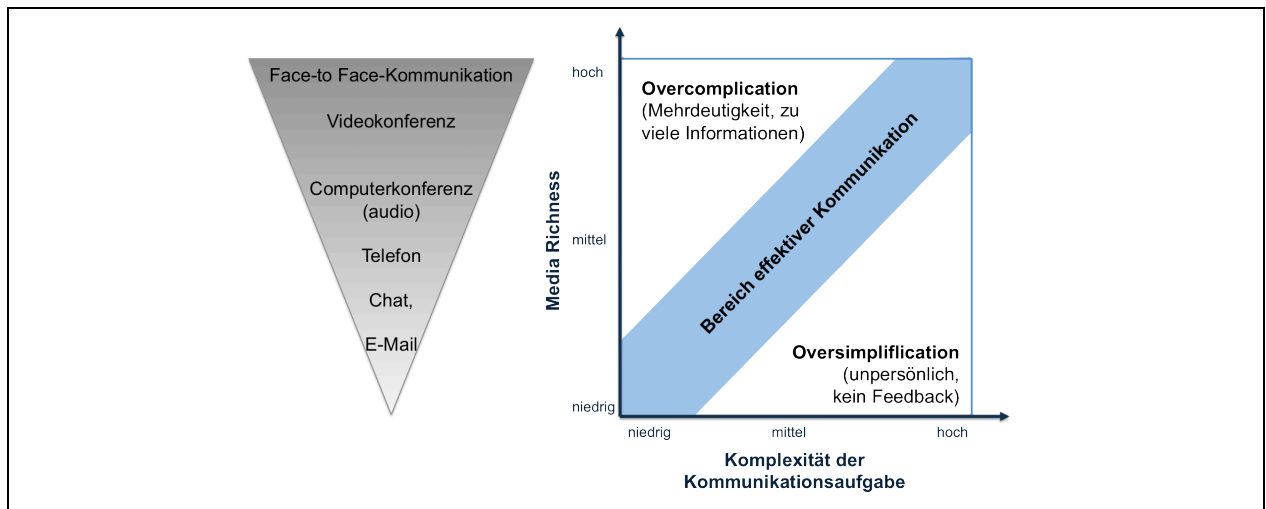 Face-to Face-Kommunikation
Videokonferenz
Computerkonferenz
(audio)
Telefon
Chat,
E-Mail
Media Richness
hoch
mittel
niedrig
Overcomplication
(Mehrdeutigkeit, zu
viele Informationen)
Bereich effektiver Kommunikation
Oversimpliflication
(unpersönlich,
kein Feedback)
niedrig
mittel
hoch
Komplexität der
Kommunikationsaufgabe